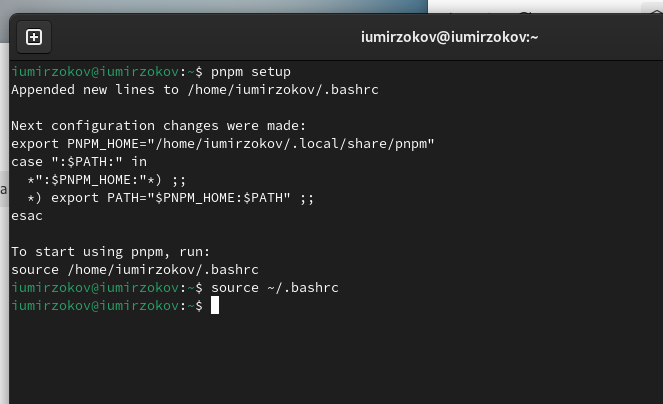 iumirzokov@iumirzokov:~
iumirzokov@iumirzokov:~$ pnpm setup
Appended new lines to /home/iumirzokov/.bashrc
Next configuration changes were made:
export PNPM_HOME="/home/iumirzokov/.local/share/pnpm"
case ":$PATH:" in
  *":$PNPM_HOME:"*) ;;
  *) export PATH="$PNPM_HOME:$PATH" ;;
esac
To start using pnpm, run:
source /home/iumirzokov/.bashrc
iumirzokov@iumirzokov:~$ source ~/.bashrc
iumirzokov@iumirzokov:~$